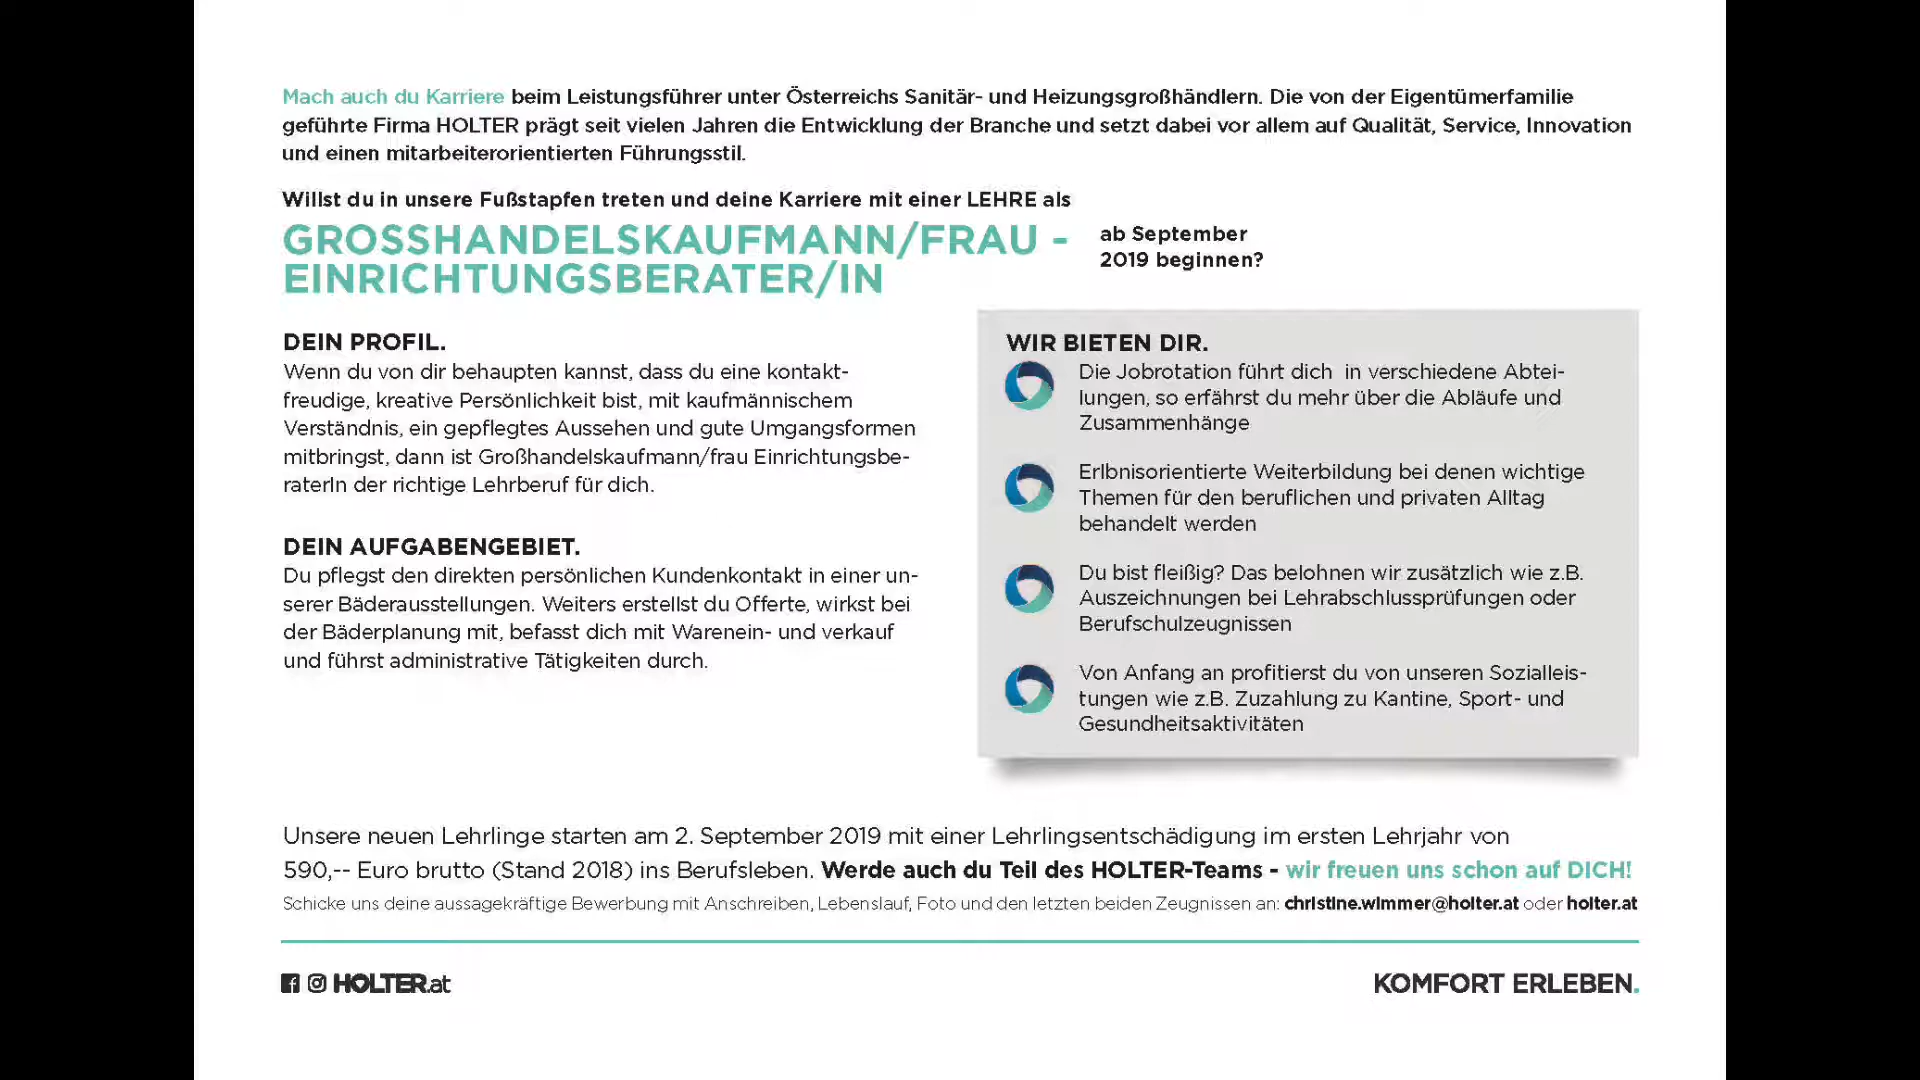 Mach auch du Karriere beim Leistungsführer unter Österreichs Sanitär- und Heizungsgroßhändlern. Die von der Eigentümerfamilie
geführte Firma HOLTER prägt seit vielen Jahren die Entwicklung der Branche und setzt dabei vor allem auf Qualität, Service, Innovation
und einen mitarbeiterorientierten Führungsstil.
Willst du in unsere Fußstapfen treten und deine Karriere mit einer LEHRE als
GROSSHANDELSKAUFMANN/FRAU -
EINRICHTUNGSBERATER/IN
ab September
2019 beginnen?
DEIN PROFIL.
Wenn du von dir behaupten kannst, dass du eine kontakt-
freudige, kreative Persönlichkeit bist, mit kaufmännischem
Verständnis, ein gepflegtes Aussehen und gute Umgangsformen
mitbringst, dann ist Großhandelskaufmann/frau Einrichtungsbe-
raterIn der richtige Lehrberuf für dich.
DEIN AUFGABENGEBIET.
Du pflegst den direkten persönlichen Kundenkontakt in einer un-
serer Bäderausstellungen. Weiters erstellst du Offerte, wirkst bei
der Bäderplanung mit, befasst dich mit Warenein- und verkauf
und führst administrative Tätigkeiten durch.
WIR BIETEN DIR.
Die Jobrotation führt dich in verschiedene Abtei-
lungen, so erfährst du mehr über die Abläufe und
Zusammenhänge
Erlbnisorientierte Weiterbildung bei denen wichtige
Themen für den beruflichen und privaten Alltag
behandelt werden
Du bist fleißig? Das belohnen wir zusätzlich wie z.B.
Auszeichnungen bei Lehrabschlussprüfungen oder
Berufschulzeugnissen
Von Anfang an profitierst du von unseren Sozialleis-
tungen wie z.B. Zuzahlung zu Kantine, Sport- und
Gesundheitsaktivitäten
Unsere neuen Lehrlinge starten am 2. September 2019 mit einer Lehrlingsentschädigung im ersten Lehrjahr von
590,-- Euro brutto (Stand 2018) ins Berufsleben. Werde auch du Teil des HOLTER-Teams - wir freuen uns schon auf DICH!
Schicke uns deine aussagekräftige Bewerbung mit Anschreiben, Lebenslauf, Foto und den letzten beiden Zeugnissen an: christine.wimmer@holter.at oder holter.at
HOLTER.at
KOMFORT ERLEBEN.